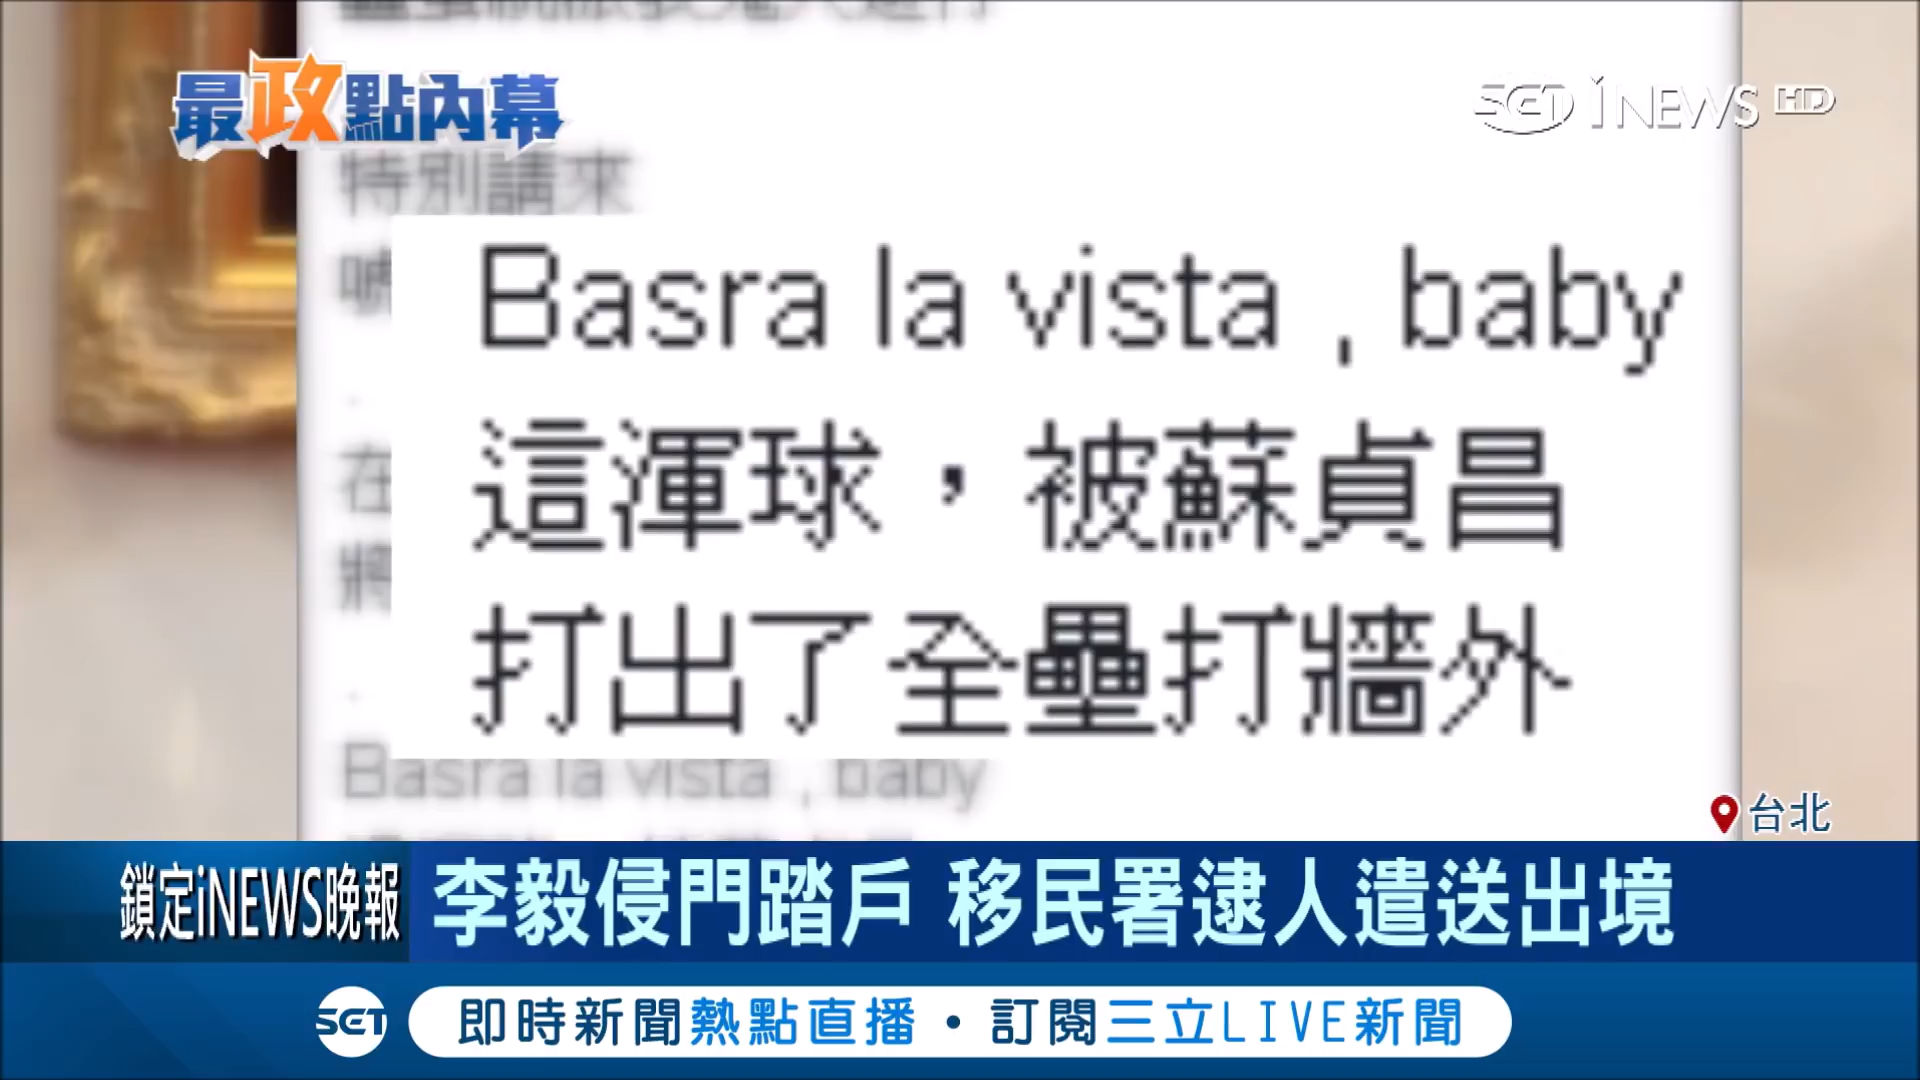 最政點內幕
SET iNEWS HD
特別請來
Basra la vista , baby
這渾球，被蘇貞昌
打出了全壘打牆外
在
將
Basra la vista , baby
台北
鎖定iNEWS晚報
李毅侵門踏戶 移民署逮人遣送出境
SET
即時新聞熱點直播・訂閱三立LIVE新聞